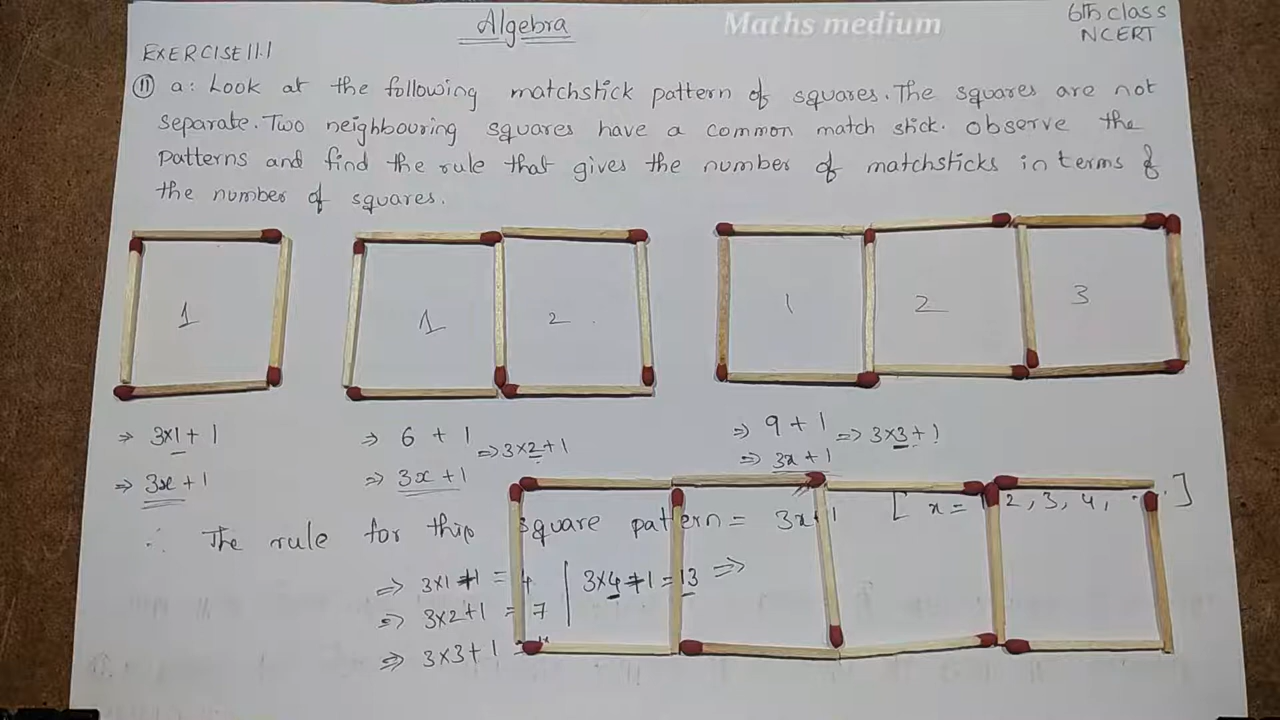 Algebra
Maths medium
6th class
NCERT
EXERCISE 11.1
11 a: Look at the following matchstick pattern of squares. The squares are not
separate. Two neighbouring squares have a common match stick. Observe the
Patterns and find the rule that gives the number of matchsticks in terms of
the number of squares.
1
1 2
1 2 3
⇒ 3×1 + 1
⇒ 6 + 1 ⇒ 3×2+1
⇒ 9 + 1 ⇒ 3×3+1
⇒ 3x + 1
⇒ 3x + 1
⇒ 3x + 1
∴ The rule for this square pattern = 3x+1 [ x = 1, 2, 3, 4, ....]
⇒ 3×1+1 = 4
3×4+1 = 13 ⇒
⇒ 3×2+1 = 7
⇒ 3×3+1 =